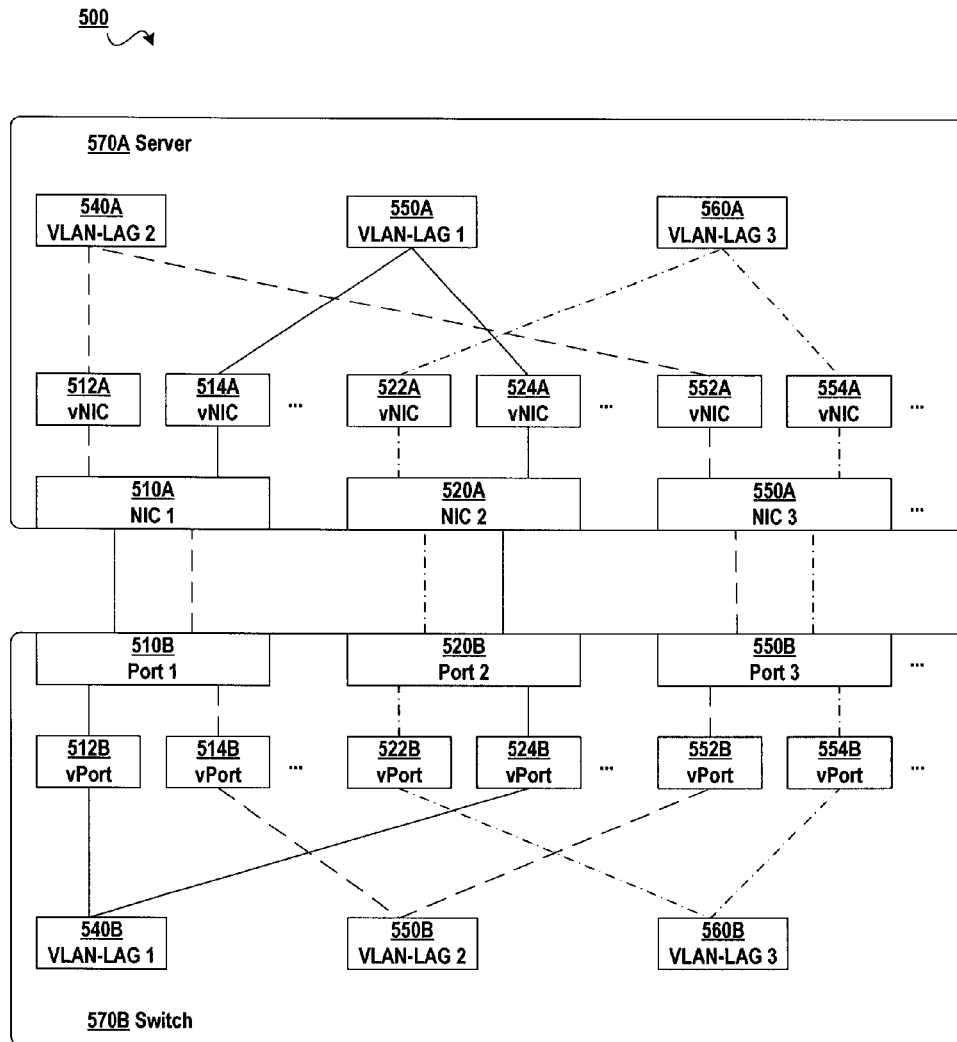 500
570A Server
540A
VLAN-LAG 2
550A
VLAN-LAG 1
560A
VLAN-LAG 3
512A
vNIC
514A
vNIC
...
522A
vNIC
524A
vNIC
...
552A
vNIC
554A
vNIC
...
510A
NIC 1
520A
NIC 2
550A
NIC 3
...
510B
Port 1
520B
Port 2
550B
Port 3
...
512B
vPort
514B
vPort
...
522B
vPort
524B
vPort
...
552B
vPort
554B
vPort
...
540B
VLAN-LAG 1
550B
VLAN-LAG 2
560B
VLAN-LAG 3
570B Switch